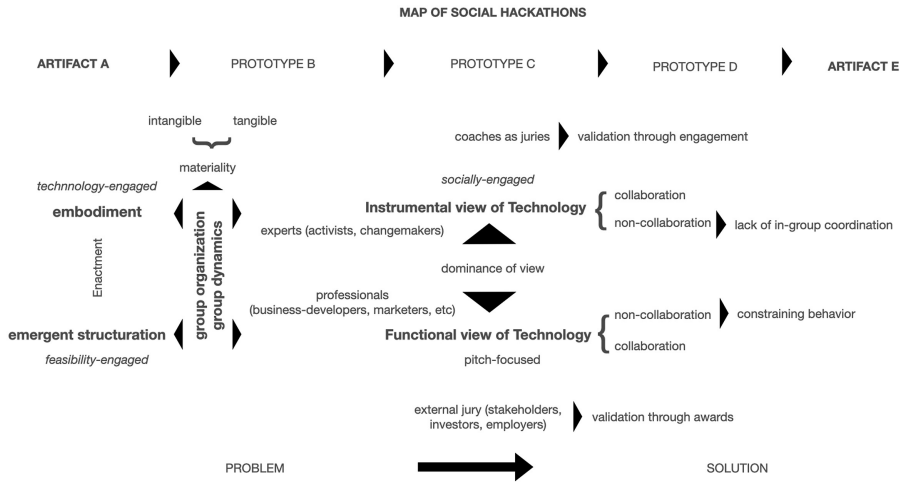 MAP OF SOCIAL HACKATHONS
ARTIFACT A
PROTOTYPE B
PROTOTYPE C
PROTOTYPE D
ARTIFACT E
intangible
tangible
coaches as juries
validation through engagement
materiality
technnology-engaged
socially-engaged
embodiment
Instrumental view of Technology
collaboration
non-collaboration
lack of in-group coordination
experts (activists, changemakers)
Enactment
group organization
group dynamics
dominance of view
professionals
(business-developers, marketers, etc)
non-collaboration
constraining behavior
emergent structuration
Functional view of Technology
collaboration
feasibility-engaged
pitch-focused
external jury (stakeholders,
investors, employers)
validation through awards
PROBLEM
SOLUTION